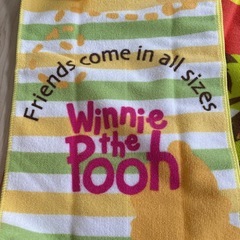 Friends come in all sizes
Winnie
the
Pooh